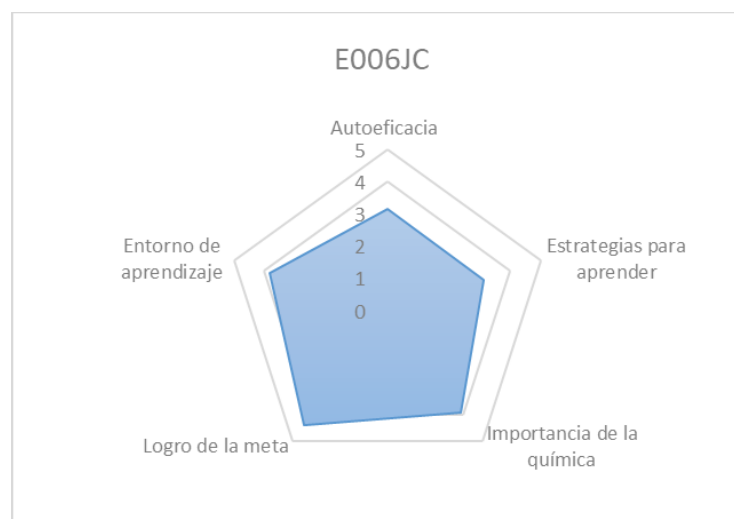 E006JC
Autoeficacia
5
4
3
2
1
0
Estrategias para
aprender
Importancia de la
química
Logro de la meta
Entorno de
aprendizaje